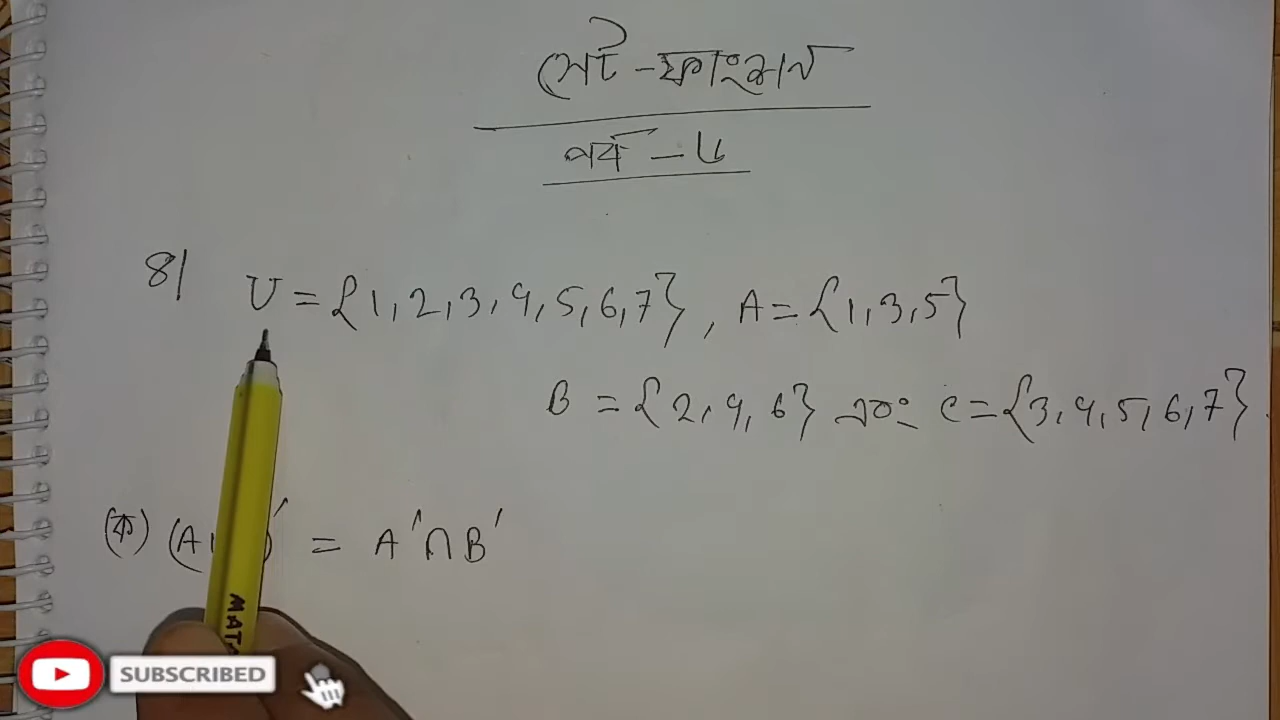 সেট-ফাংশন
পর্ব - ৬
৪। U = {1, 2, 3, 4, 5, 6, 7}, A = {1, 3, 5}
B = {2, 4, 6} এবং C = {3, 4, 5, 6, 7}.
(ক) (A )′ = A′∩B′
MAT
SUBSCRIBED